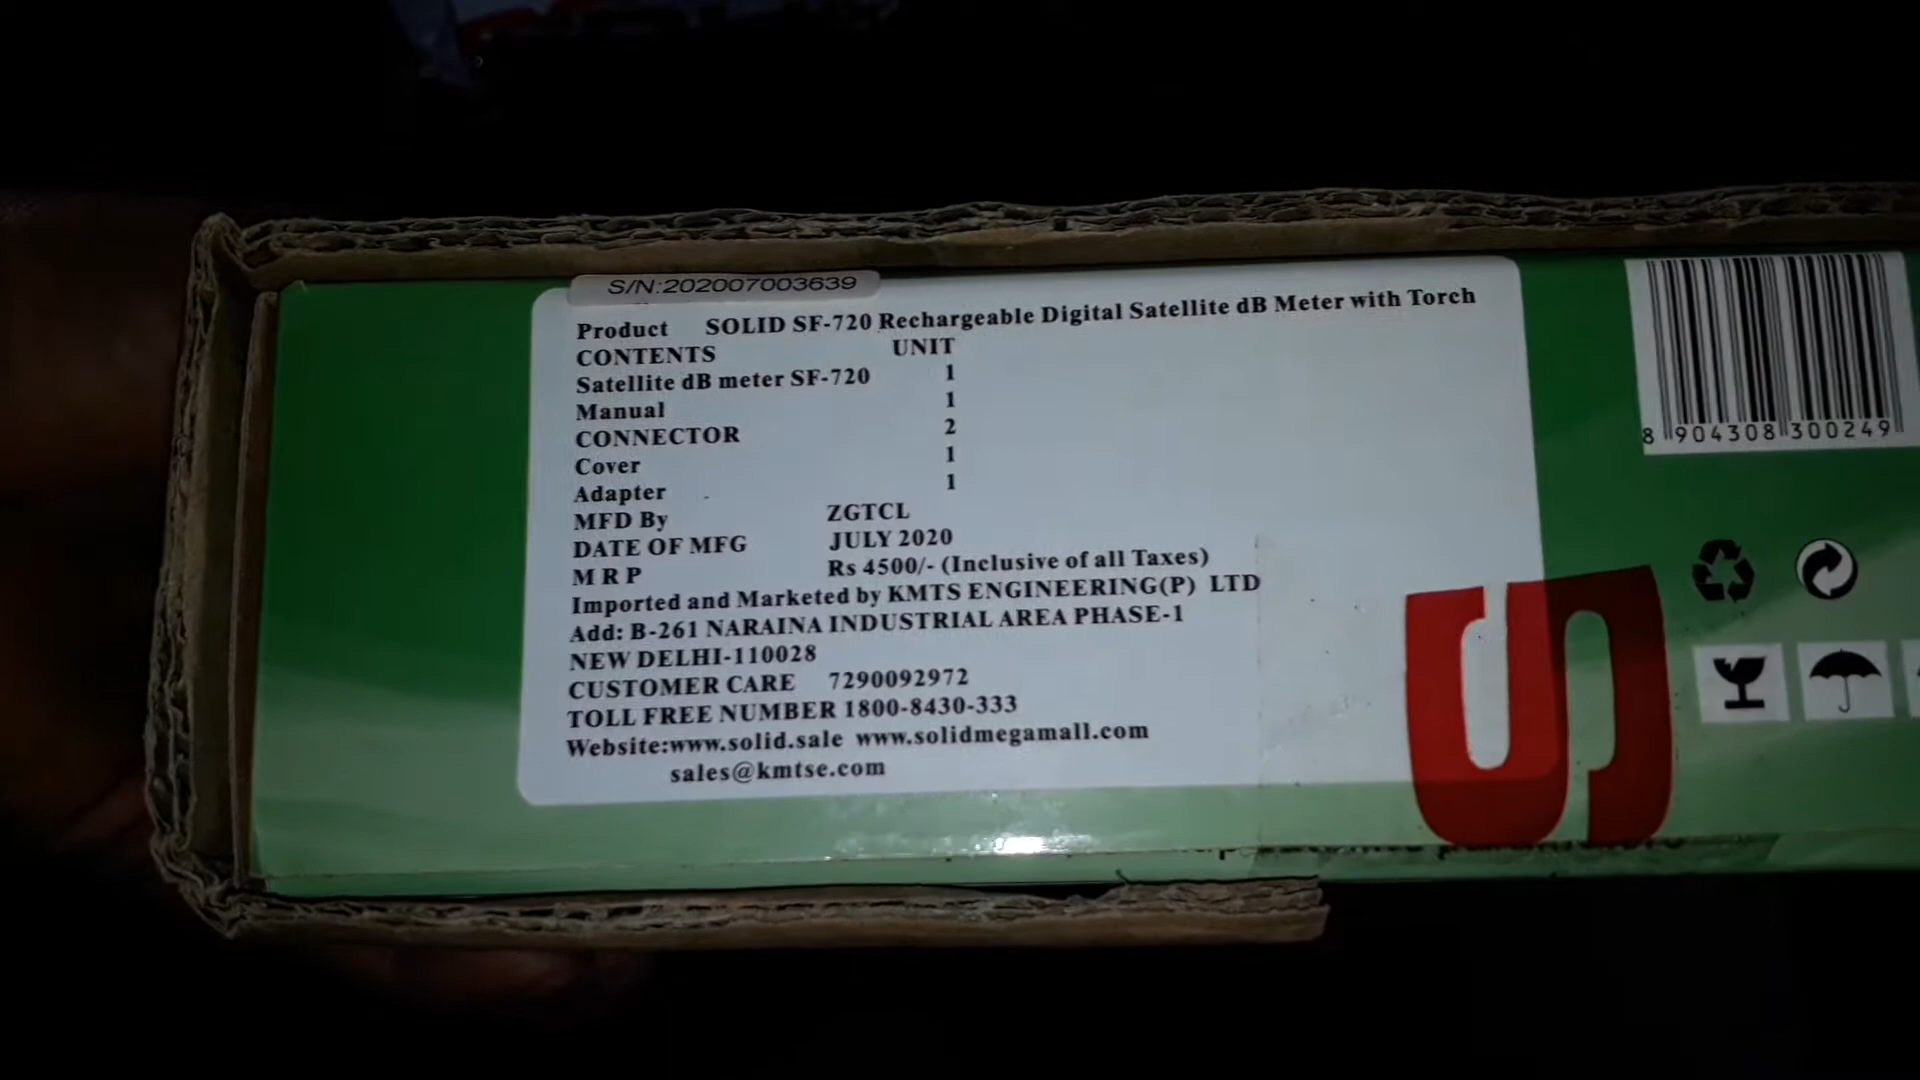 S/N:202007003639
Product SOLID SF-720 Rechargeable Digital Satellite dB Meter with Torch
CONTENTS UNIT
Satellite dB meter SF-720 1
Manual 1
CONNECTOR 2
Cover 1
Adapter 1
MFD By ZGTCL
DATE OF MFG JULY 2020
M R P Rs 4500/- (Inclusive of all Taxes)
Imported and Marketed by KMTS ENGINEERING(P) LTD
Add: B-261 NARAINA INDUSTRIAL AREA PHASE-1
NEW DELHI-110028
CUSTOMER CARE 7290092972
TOLL FREE NUMBER 1800-8430-333
Website:www.solid.sale www.solidmegamall.com
sales@kmtse.com
8 904308 300249
S